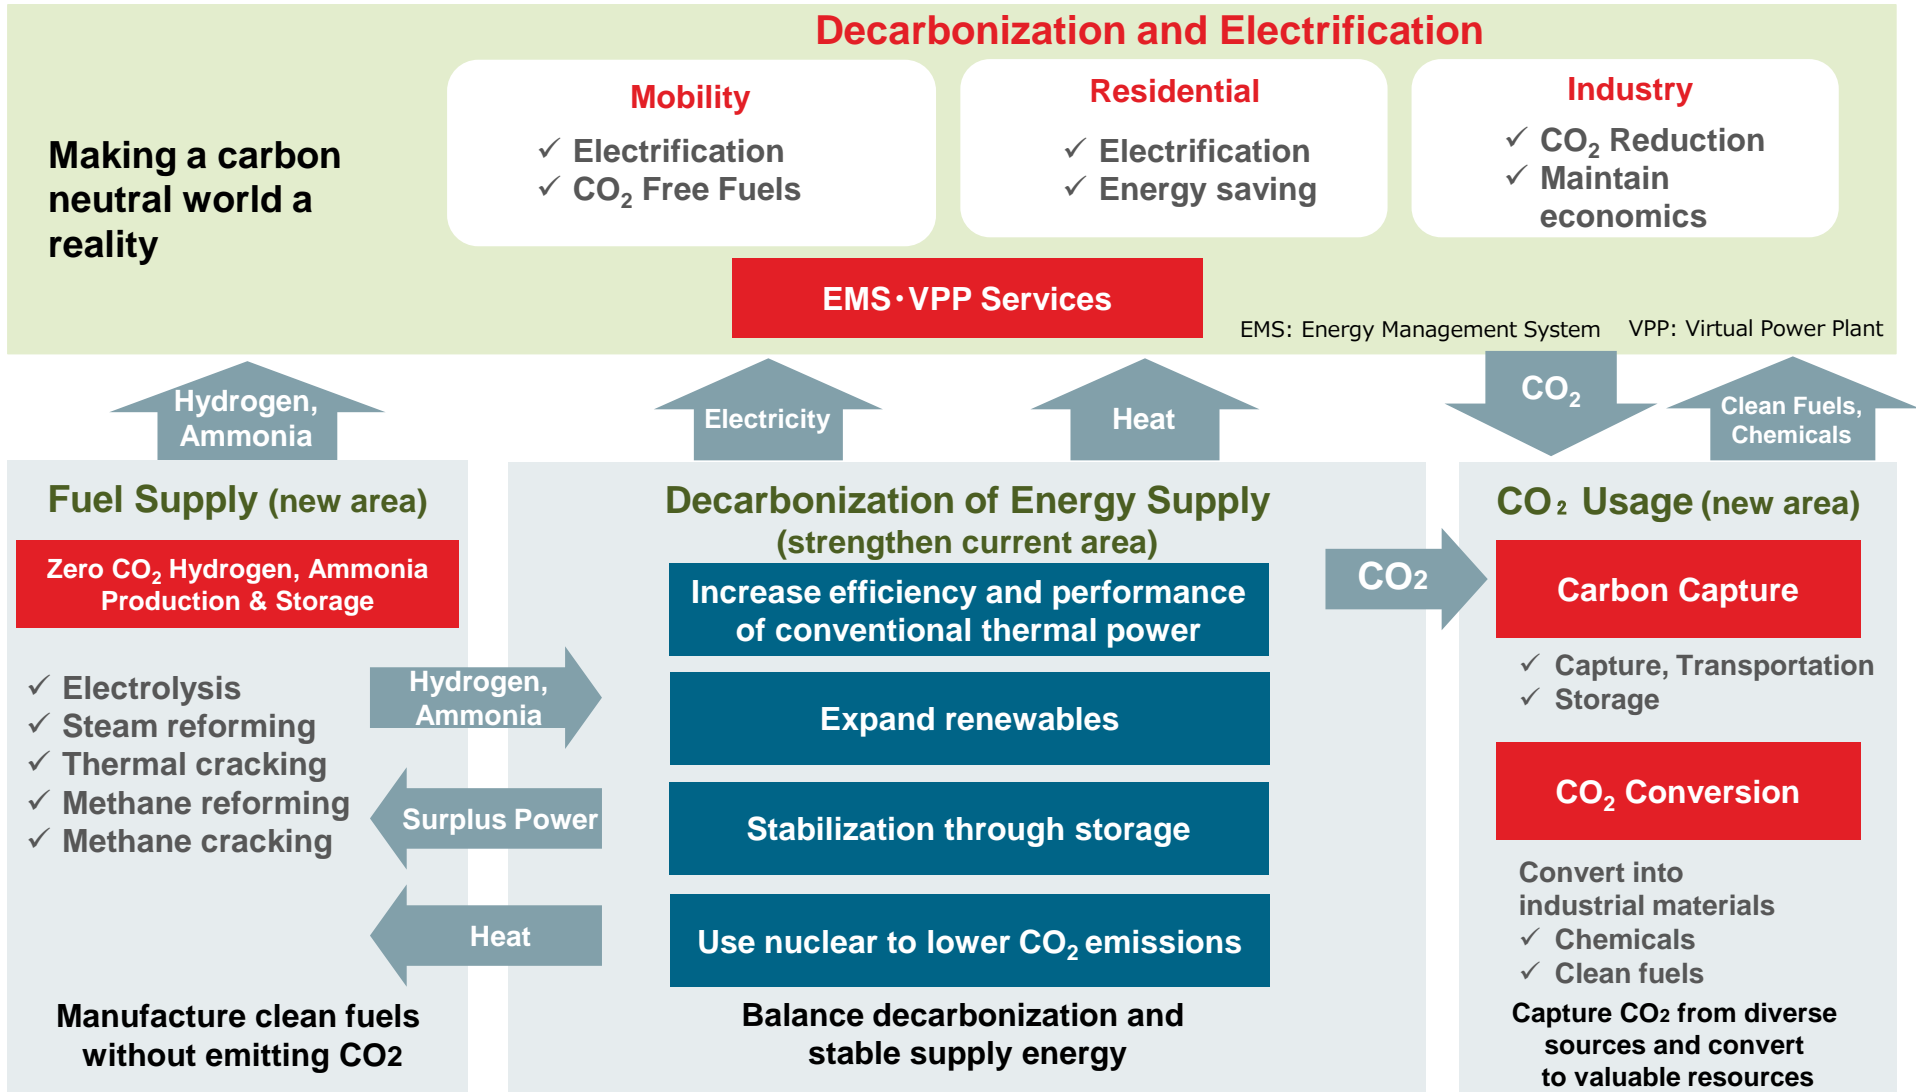 Decarbonization and Electrification
Making a carbon
neutral world a
reality
Mobility
✓ Electrification
✓ CO₂ Free Fuels
Residential
✓ Electrification
✓ Energy saving
Industry
✓ CO₂ Reduction
✓ Maintain
economics
EMS・VPP Services
EMS: Energy Management System VPP: Virtual Power Plant
Hydrogen,
Ammonia
Electricity
Heat
CO₂
Clean Fuels,
Chemicals
Fuel Supply (new area)
Zero CO₂ Hydrogen, Ammonia
Production & Storage
✓ Electrolysis
✓ Steam reforming
✓ Thermal cracking
✓ Methane reforming
✓ Methane cracking
Manufacture clean fuels
without emitting CO2
Hydrogen,
Ammonia
Surplus Power
Heat
Decarbonization of Energy Supply
(strengthen current area)
Increase efficiency and performance
of conventional thermal power
Expand renewables
Stabilization through storage
Use nuclear to lower CO₂ emissions
Balance decarbonization and
stable supply energy
CO2
CO₂ Usage (new area)
Carbon Capture
✓ Capture, Transportation
✓ Storage
CO₂ Conversion
Convert into
industrial materials
✓ Chemicals
✓ Clean fuels
Capture CO2 from diverse
sources and convert
to valuable resources